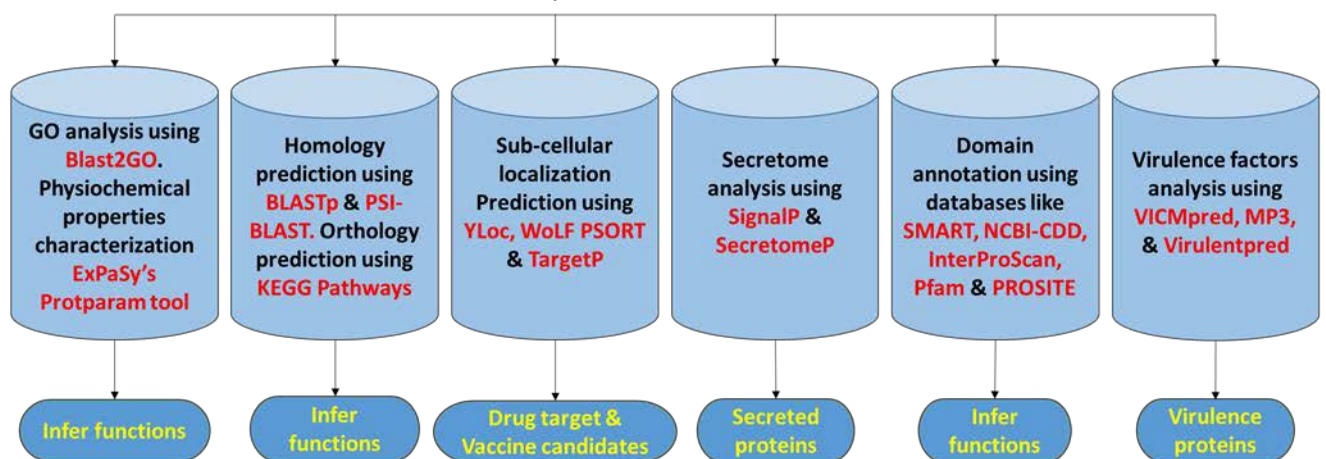 GO analysis using
Blast2GO.
Physiochemical
properties
characterization
ExPaSy's
Protparam tool
Homology
prediction using
BLASTp & PSI-
BLAST. Orthology
prediction using
KEGG Pathways
Sub-cellular
localization
Prediction using
YLoc, WoLF PSORT
& TargetP
Secretome
analysis using
SignalP &
SecretomeP
Domain
annotation using
databases like
SMART, NCBI-CDD,
InterProScan,
Pfam & PROSITE
Virulence factors
analysis using
VICMpred, MP3,
& Virulentpred
Infer functions
Infer
functions
Drug target &
Vaccine candidates
Secreted
proteins
Infer
functions
Virulence
proteins